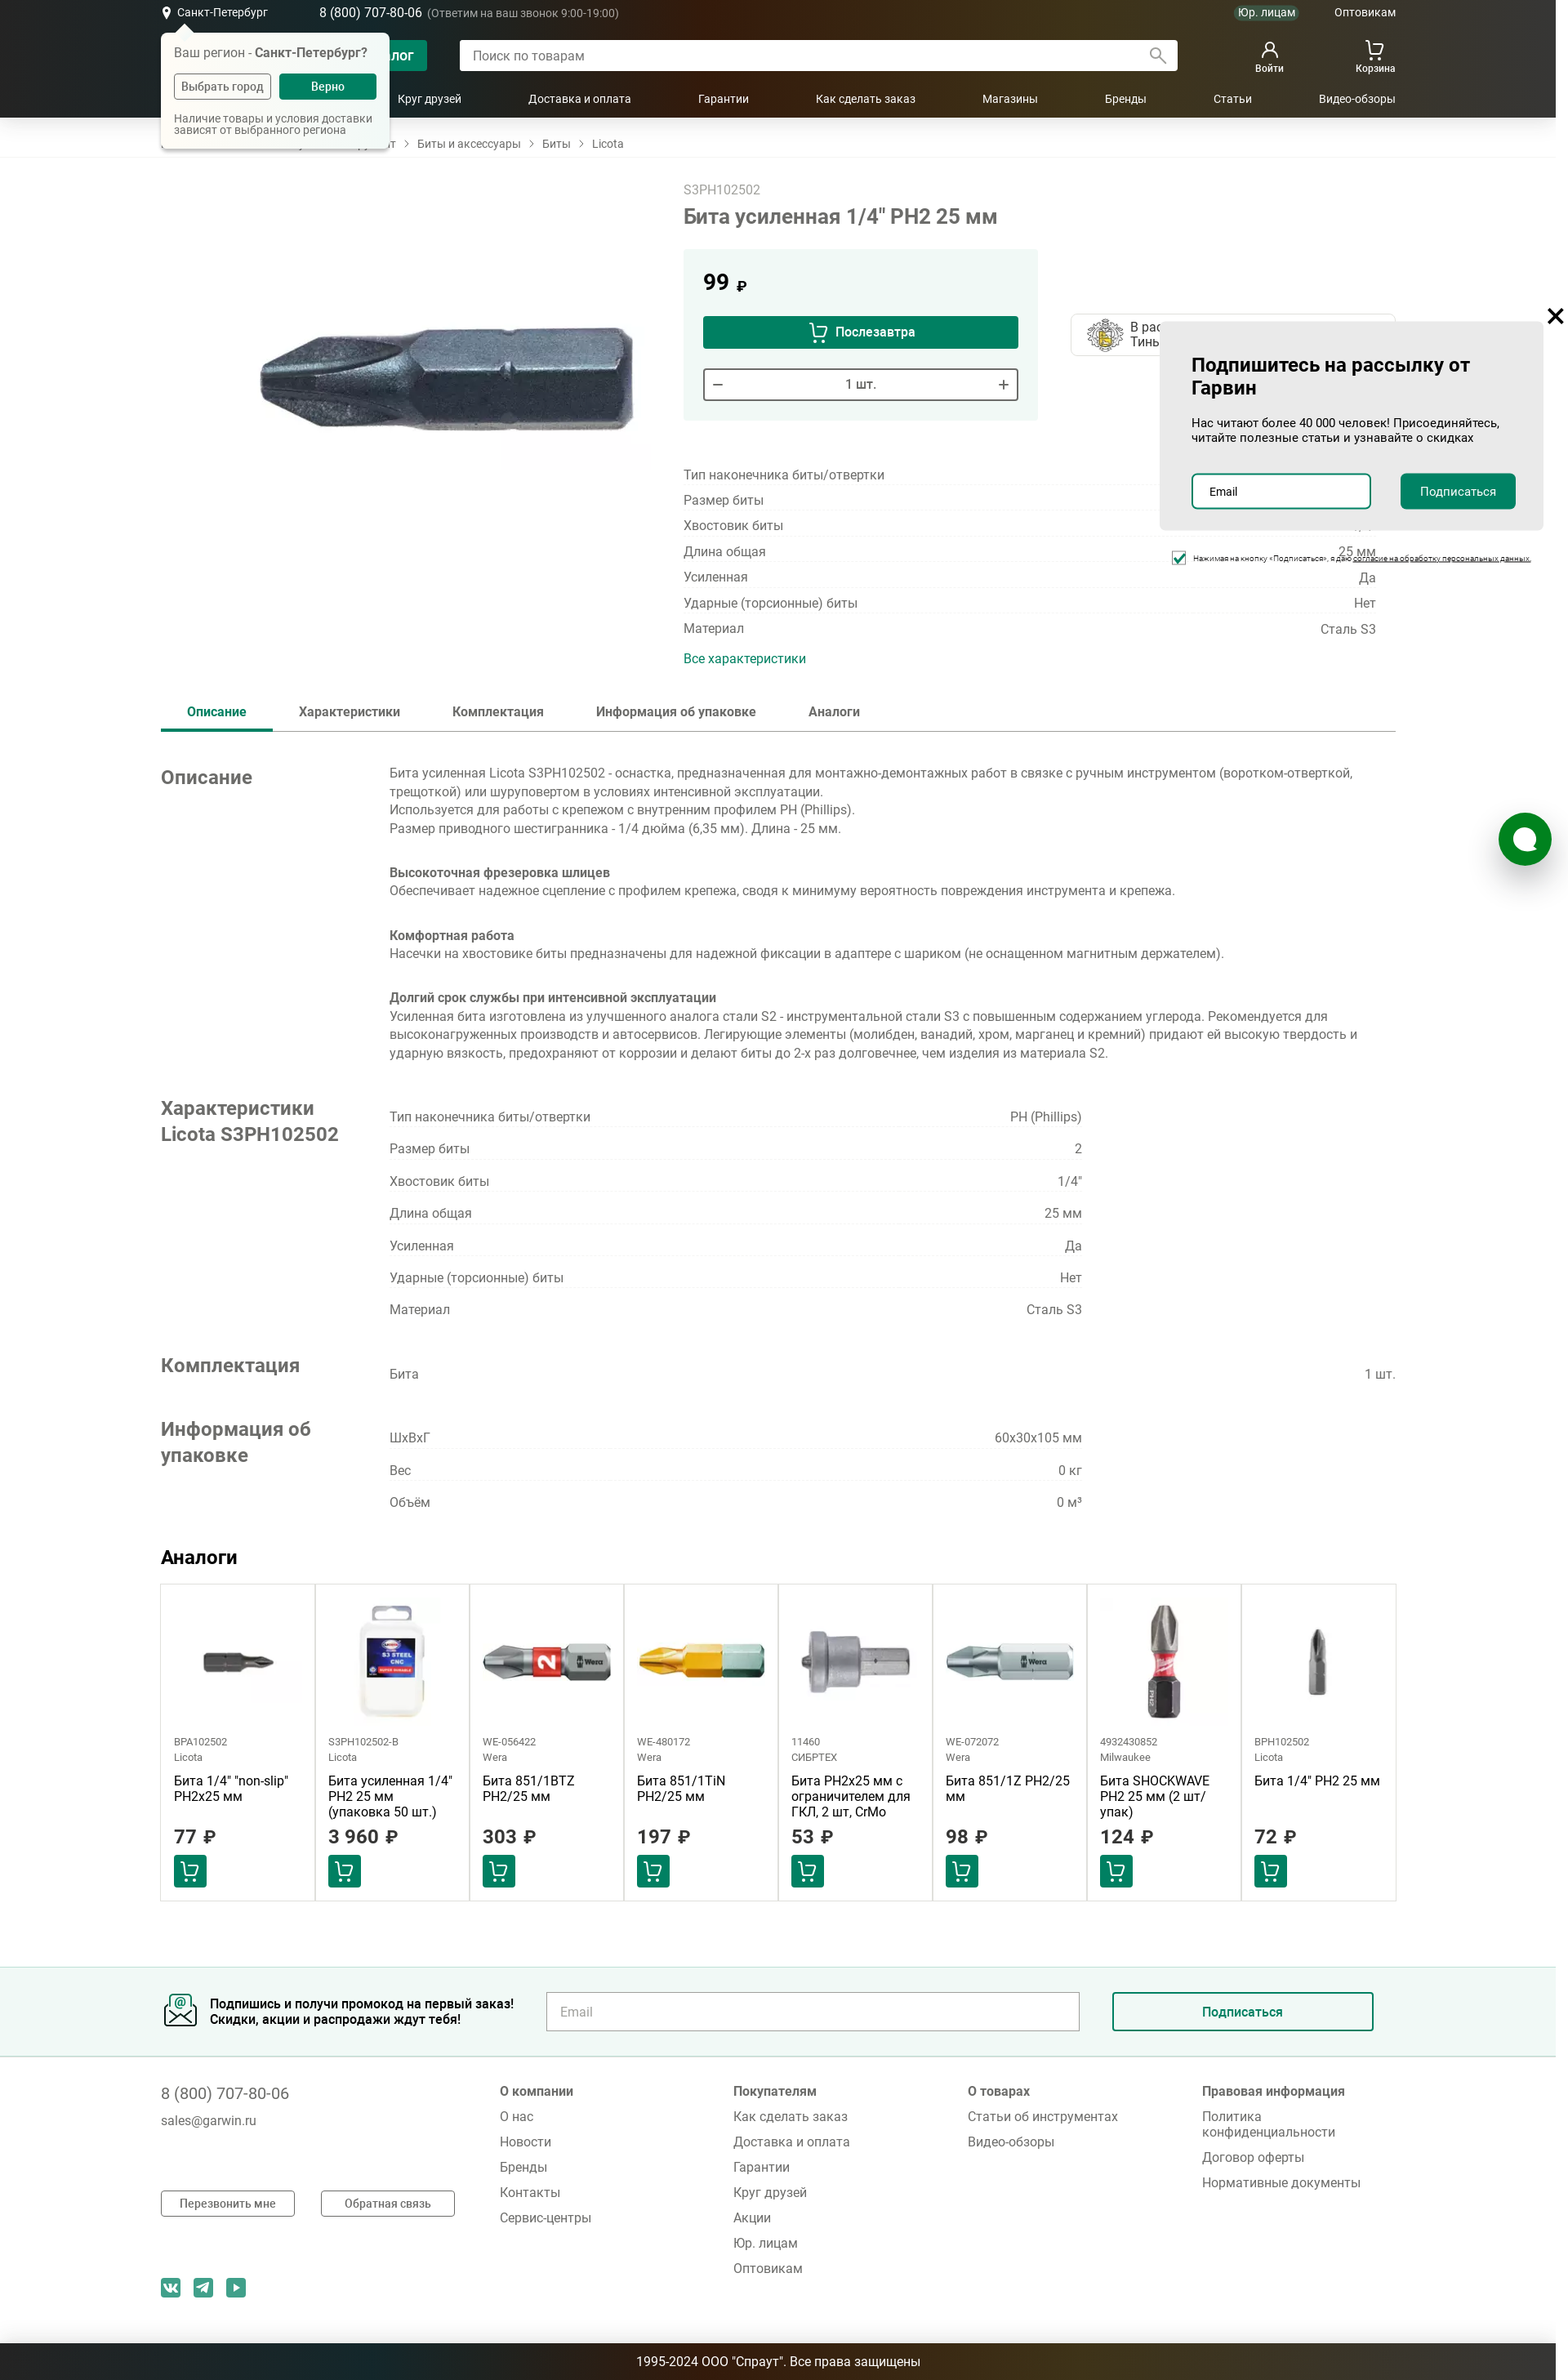 Санкт-Петербург
8 (800) 707-80-06 (Ответим на ваш звонок 9:00-19:00)
Юр. лицам
Оптовикам
Ваш регион - Санкт-Петербург?
Выбрать город
Верно
Наличие товары и условия доставки
зависят от выбранного региона
Поиск по товарам
Войти
Корзина
Круг друзей
Доставка и оплата
Гарантии
Как сделать заказ
Магазины
Бренды
Статьи
Видео-обзоры
Биты и аксессуары
Биты
Licota
S3PH102502
Бита усиленная 1/4" PH2 25 мм
99 ₽
Послезавтра
1 шт.
Подпишитесь на рассылку от
Гарвин
Нас читают более 40 000 человек! Присоединяйтесь,
читайте полезные статьи и узнавайте о скидках
Email
Подписаться
Нажимая на кнопку «Подписаться», я даю согласие на обработку персональных данных.
Тип наконечника биты/отвертки
Размер биты
Хвостовик биты
Длина общая 25 мм
Усиленная Да
Ударные (торсионные) биты Нет
Материал Сталь S3
Все характеристики
Описание
Характеристики
Комплектация
Информация об упаковке
Аналоги
Описание
Бита усиленная Licota S3PH102502 - оснастка, предназначенная для монтажно-демонтажных работ в связке с ручным инструментом (воротком-отверткой,
трещоткой) или шуруповертом в условиях интенсивной эксплуатации.
Используется для работы с крепежом с внутренним профилем PH (Phillips).
Размер приводного шестигранника - 1/4 дюйма (6,35 мм). Длина - 25 мм.
Высокоточная фрезеровка шлицев
Обеспечивает надежное сцепление с профилем крепежа, сводя к минимуму вероятность повреждения инструмента и крепежа.
Комфортная работа
Насечки на хвостовике биты предназначены для надежной фиксации в адаптере с шариком (не оснащенном магнитным держателем).
Долгий срок службы при интенсивной эксплуатации
Усиленная бита изготовлена из улучшенного аналога стали S2 - инструментальной стали S3 с повышенным содержанием углерода. Рекомендуется для
высоконагруженных производств и автосервисов. Легирующие элементы (молибден, ванадий, хром, марганец и кремний) придают ей высокую твердость и
ударную вязкость, предохраняют от коррозии и делают биты до 2-х раз долговечнее, чем изделия из материала S2.
Характеристики
Licota S3PH102502
Тип наконечника биты/отвертки PH (Phillips)
Размер биты 2
Хвостовик биты 1/4"
Длина общая 25 мм
Усиленная Да
Ударные (торсионные) биты Нет
Материал Сталь S3
Комплектация
Бита 1 шт.
Информация об
упаковке
ШхВхГ 60x30x105 мм
Вес 0 кг
Объём 0 м³
Аналоги
BPA102502
Licota
Бита 1/4" "non-slip"
PH2x25 мм
77 ₽
S3 STEEL
CNC
S3PH102502-B
Licota
Бита усиленная 1/4"
PH2 25 мм
(упаковка 50 шт.)
3 960 ₽
2 Wera
WE-056422
Wera
Бита 851/1BTZ
PH2/25 мм
303 ₽
WE-480172
Wera
Бита 851/1TiN
PH2/25 мм
197 ₽
11460
СИБРТЕХ
Бита PH2x25 мм с
ограничителем для
ГКЛ, 2 шт, CrMo
53 ₽
Wera
WE-072072
Wera
Бита 851/1Z PH2/25
мм
98 ₽
PH2
4932430852
Milwaukee
Бита SHOCKWAVE
PH2 25 мм (2 шт/
упак)
124 ₽
BPH102502
Licota
Бита 1/4" PH2 25 мм
72 ₽
Подпишись и получи промокод на первый заказ!
Скидки, акции и распродажи ждут тебя!
Email
Подписаться
8 (800) 707-80-06
sales@garwin.ru
Перезвонить мне
Обратная связь
О компании
О нас
Новости
Бренды
Контакты
Сервис-центры
Покупателям
Как сделать заказ
Доставка и оплата
Гарантии
Круг друзей
Акции
Юр. лицам
Оптовикам
О товарах
Статьи об инструментах
Видео-обзоры
Правовая информация
Политика
конфиденциальности
Договор оферты
Нормативные документы
1995-2024 ООО "Спраут". Все права защищены